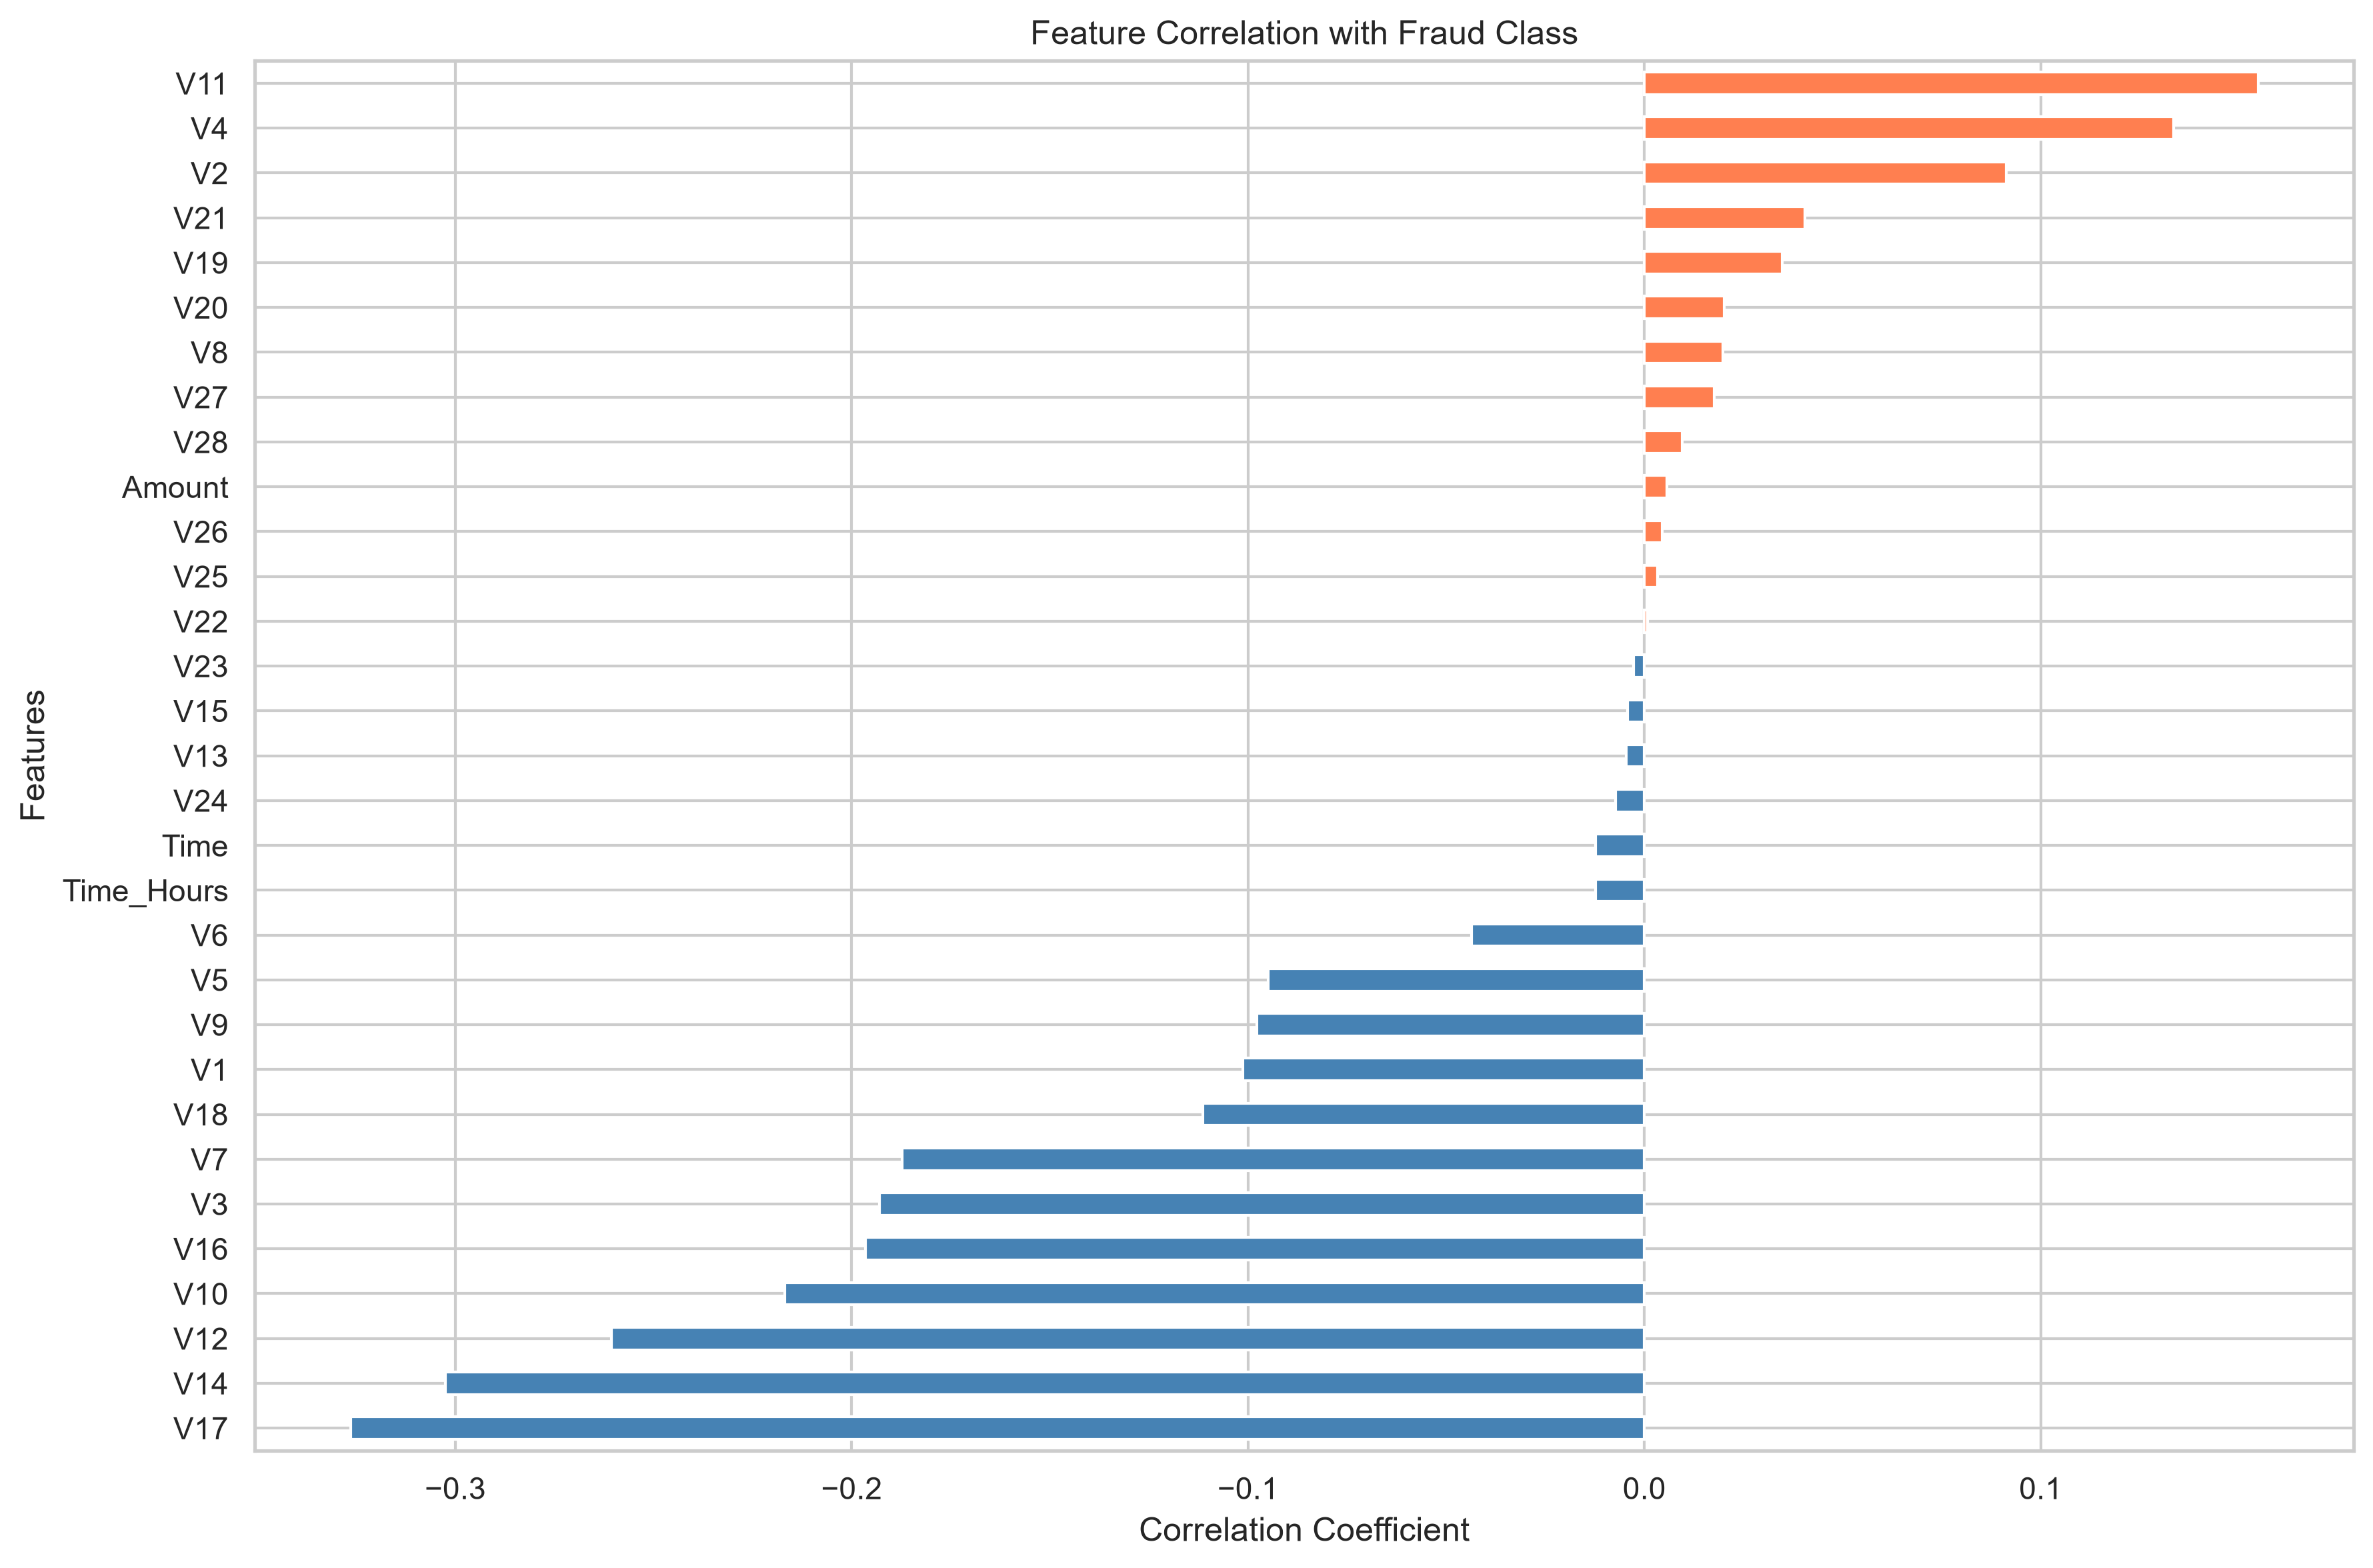 Feature Correlation with Fraud Class
V11
V4
V2
V21
V19
V20
V8
V27
V28
Amount
V26
V25
V22
V23
V15
V13
V24
Time
Time_Hours
V6
V5
V9
V1
V18
V7
V3
V16
V10
V12
V14
V17
Features
−0.3 −0.2 −0.1 0.0 0.1
Correlation Coefficient